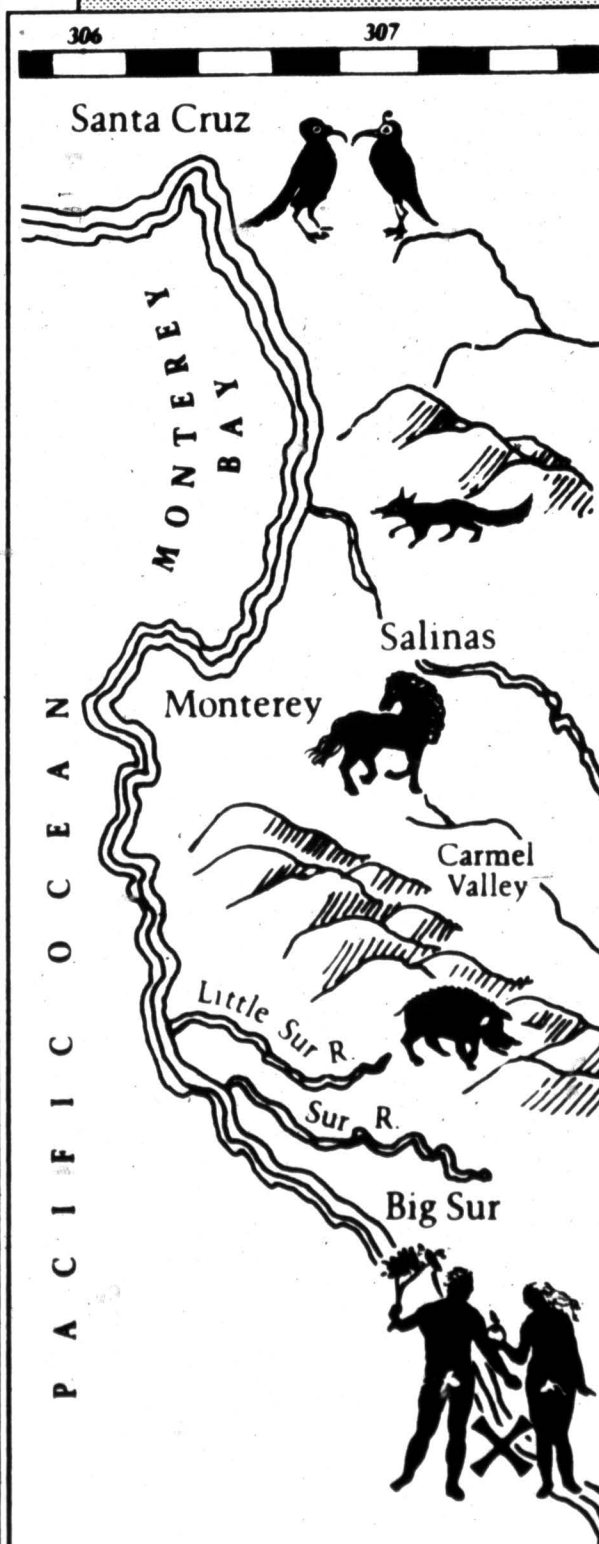 306 307
Santa Cruz
MONTEREY
BAY
Salinas
Monterey
PACIFIC OCEAN
Carmel
Valley
Little Sur R.
Sur R.
Big Sur